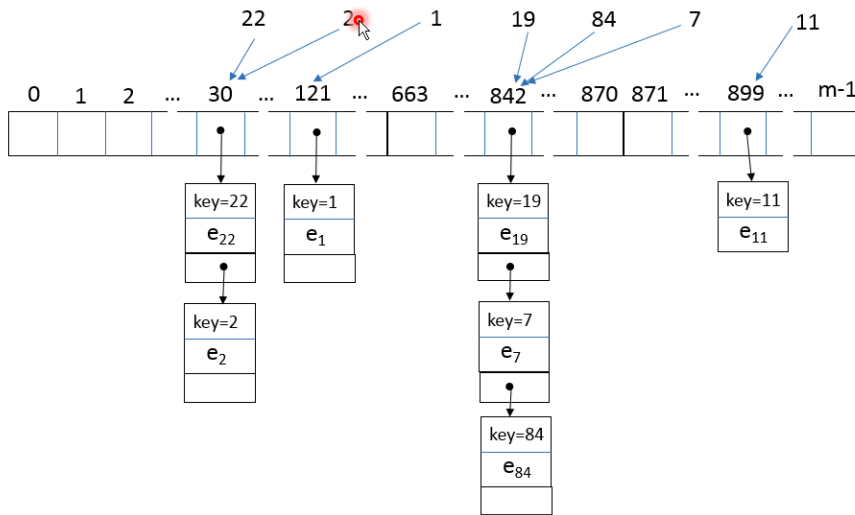 22 2 1 19 84 7 11
0 1 2 ... 30 ... 121 ... 663 ... 842 ... 870 871 ... 899 ... m-1
key=22 key=1 key=19 key=11
e22 e1 e19 e11
key=2 key=7
e2 e7
key=84
e84